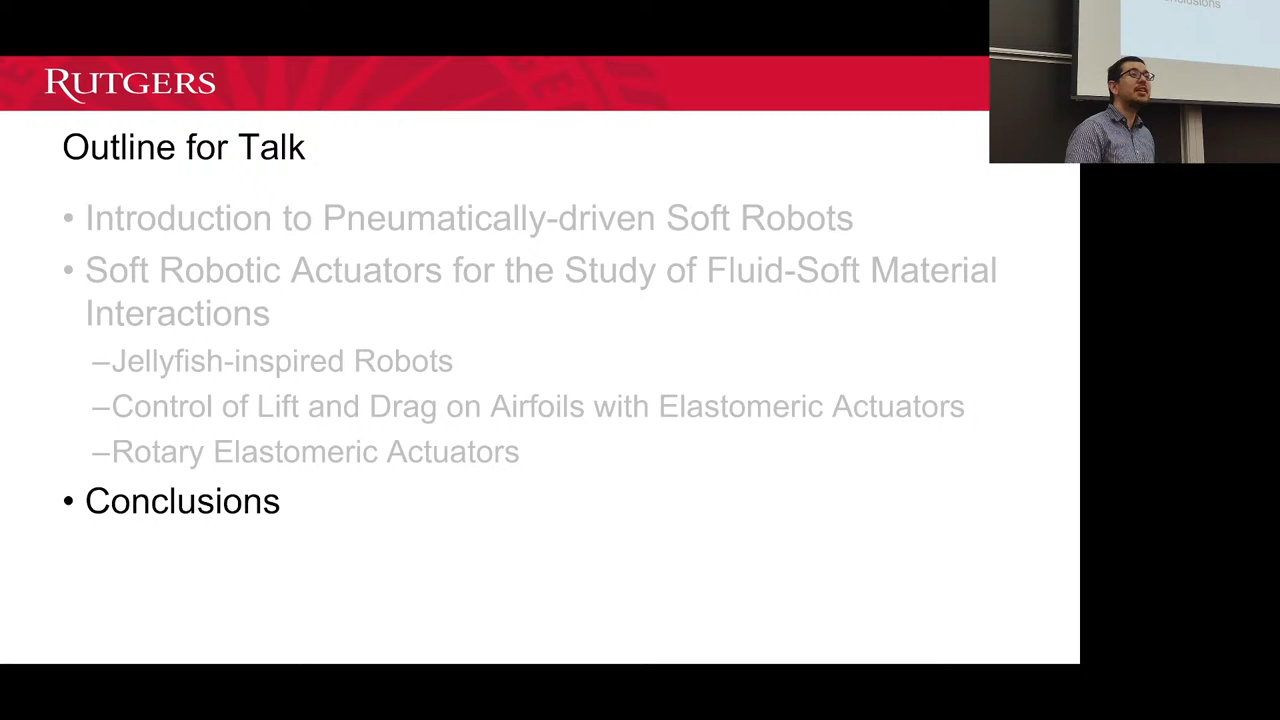 RUTGERS
Outline for Talk
• Introduction to Pneumatically-driven Soft Robots
• Soft Robotic Actuators for the Study of Fluid-Soft Material
Interactions
–Jellyfish-inspired Robots
–Control of Lift and Drag on Airfoils with Elastomeric Actuators
–Rotary Elastomeric Actuators
• Conclusions